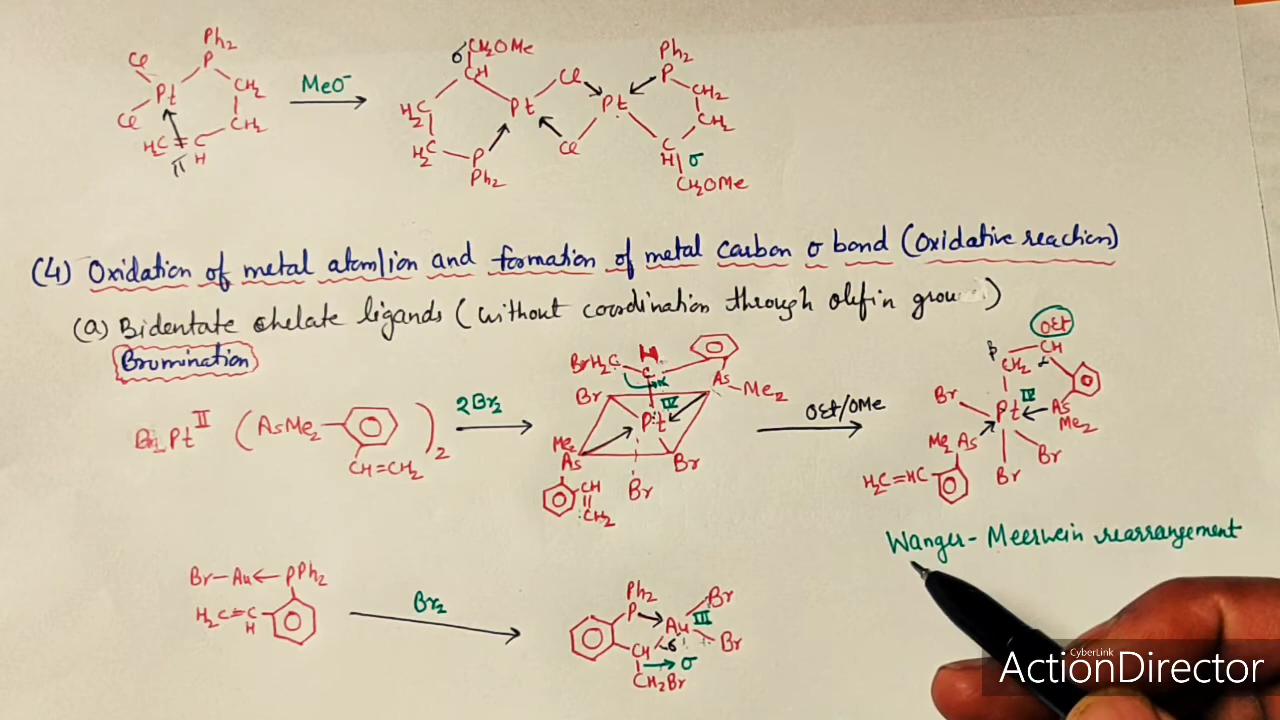 Cl Pt Ph2 P CH2 CH2 Cl H2C = C H π
MeO⁻
σ CH2OMe CH H2C H2C P Ph2 Pt Cl Cl Pt Ph2 P CH2 CH2 C H σ CH2OMe
(4) Oxidation of metal atom/ion and formation of metal carbon σ bond (Oxidative reaction)
(a) Bidentate chelate ligands (without coordination through olefin grou )
Bromination
Br2 Pt II (AsMe2 CH=CH2)2
2Br2
BrH2C H C α As Me2 Br IV Pt Me2 As Br Br CH || CH2
OEt/OMe
OEt β CH CH2 α Br Pt IV As Me2 Me2 As Br Br H2C=HC
Wanger-Meerwein rearrangement
Br-Au PPh2 H2C=C H
Br2
Ph2 P Au III Br Br CH σ σ CH2Br
CyberLink
ActionDirector